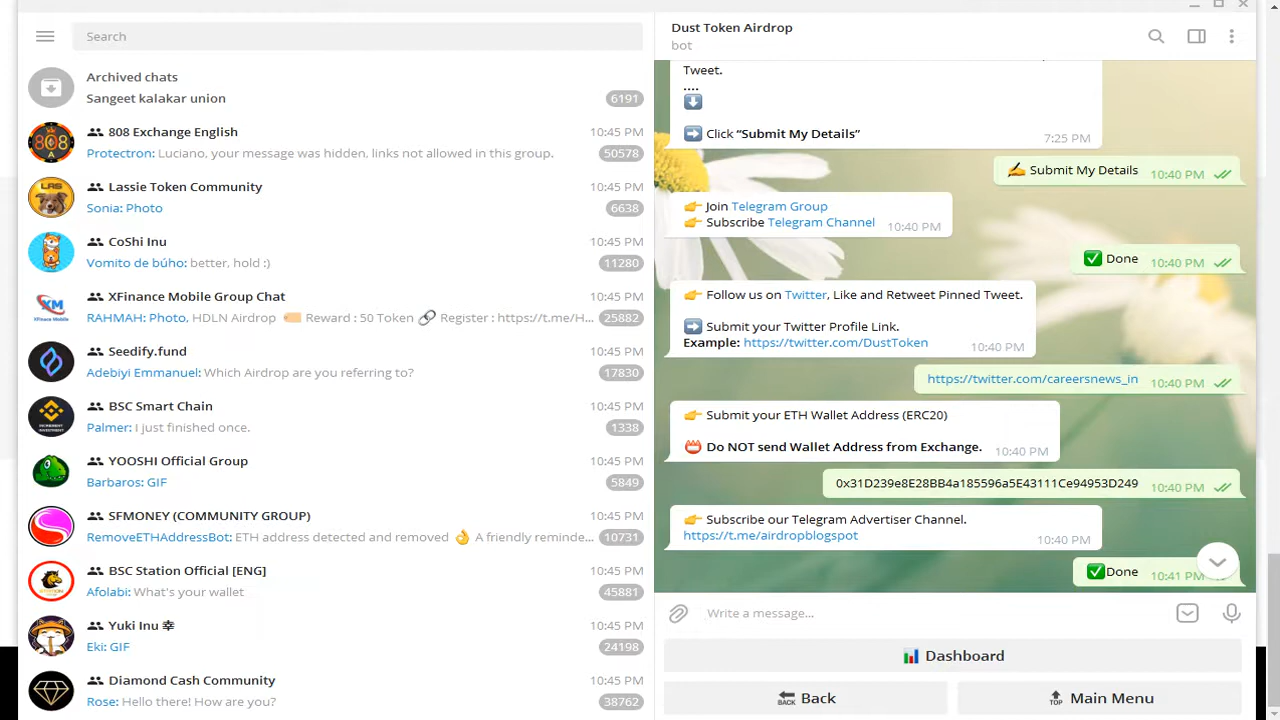 Search
Archived chats
Sangeet kalakar union
6191
808 Exchange English
10:45 PM
Protectron: Luciano, your message was hidden, links not allowed in this group.
50578
Lassie Token Community
10:45 PM
Sonia: Photo
6638
CoShi Inu
10:45 PM
Vomito de búho: better, hold :)
11280
XFinance Mobile Group Chat
10:45 PM
RAHMAH: Photo, HDLN Airdrop 🏷️ Reward : 50 Token 🔗 Register : https://t.me/H...
25882
Seedify.fund
10:45 PM
Adebiyi Emmanuel: Which Airdrop are you referring to?
17830
BSC Smart Chain
10:45 PM
Palmer: I just finished once.
1338
YOOSHI Official Group
10:45 PM
Barbaros: GIF
5849
SFMONEY (COMMUNITY GROUP)
10:45 PM
RemoveETHAddressBot: ETH address detected and removed 👌 A friendly reminde...
10731
BSC Station Official [ENG]
10:45 PM
Afolabi: What's your wallet
45881
Yuki Inu 幸
10:45 PM
Eki: GIF
24198
Diamond Cash Community
10:45 PM
Rose: Hello there! How are you?
38762
808
A
LAS
XM
XFinance Mobile
Dust Token Airdrop
bot
Tweet.
....
⬇️
➡️ Click “Submit My Details”
7:25 PM
✍️ Submit My Details
10:40 PM
👉 Join Telegram Group
👉 Subscribe Telegram Channel
10:40 PM
✅ Done
10:40 PM
👉 Follow us on Twitter, Like and Retweet Pinned Tweet.
➡️ Submit your Twitter Profile Link.
Example: https://twitter.com/DustToken
10:40 PM
https://twitter.com/careersnews_in
10:40 PM
👉 Submit your ETH Wallet Address (ERC20)
📛 Do NOT send Wallet Address from Exchange.
10:40 PM
0x31D239e8E28BB4a185596a5E43111Ce94953D249
10:40 PM
👉 Subscribe our Telegram Advertiser Channel.
https://t.me/airdropblogspot
10:40 PM
✅Done
10:41 PM
Write a message...
📊 Dashboard
🔙 Back
🔝 Main Menu